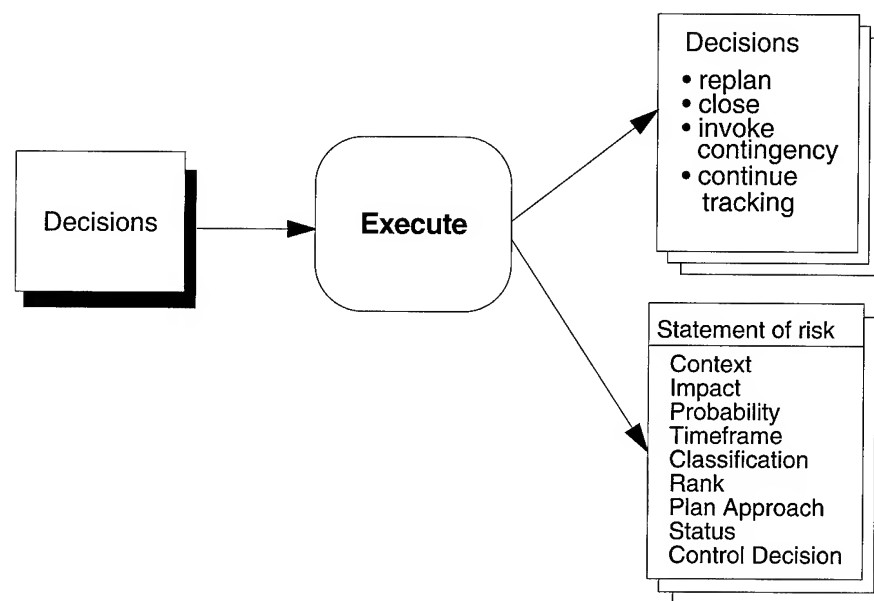 Decisions
Execute
Decisions
• replan
• close
• invoke
contingency
• continue
tracking
Statement of risk
Context
Impact
Probability
Timeframe
Classification
Rank
Plan Approach
Status
Control Decision